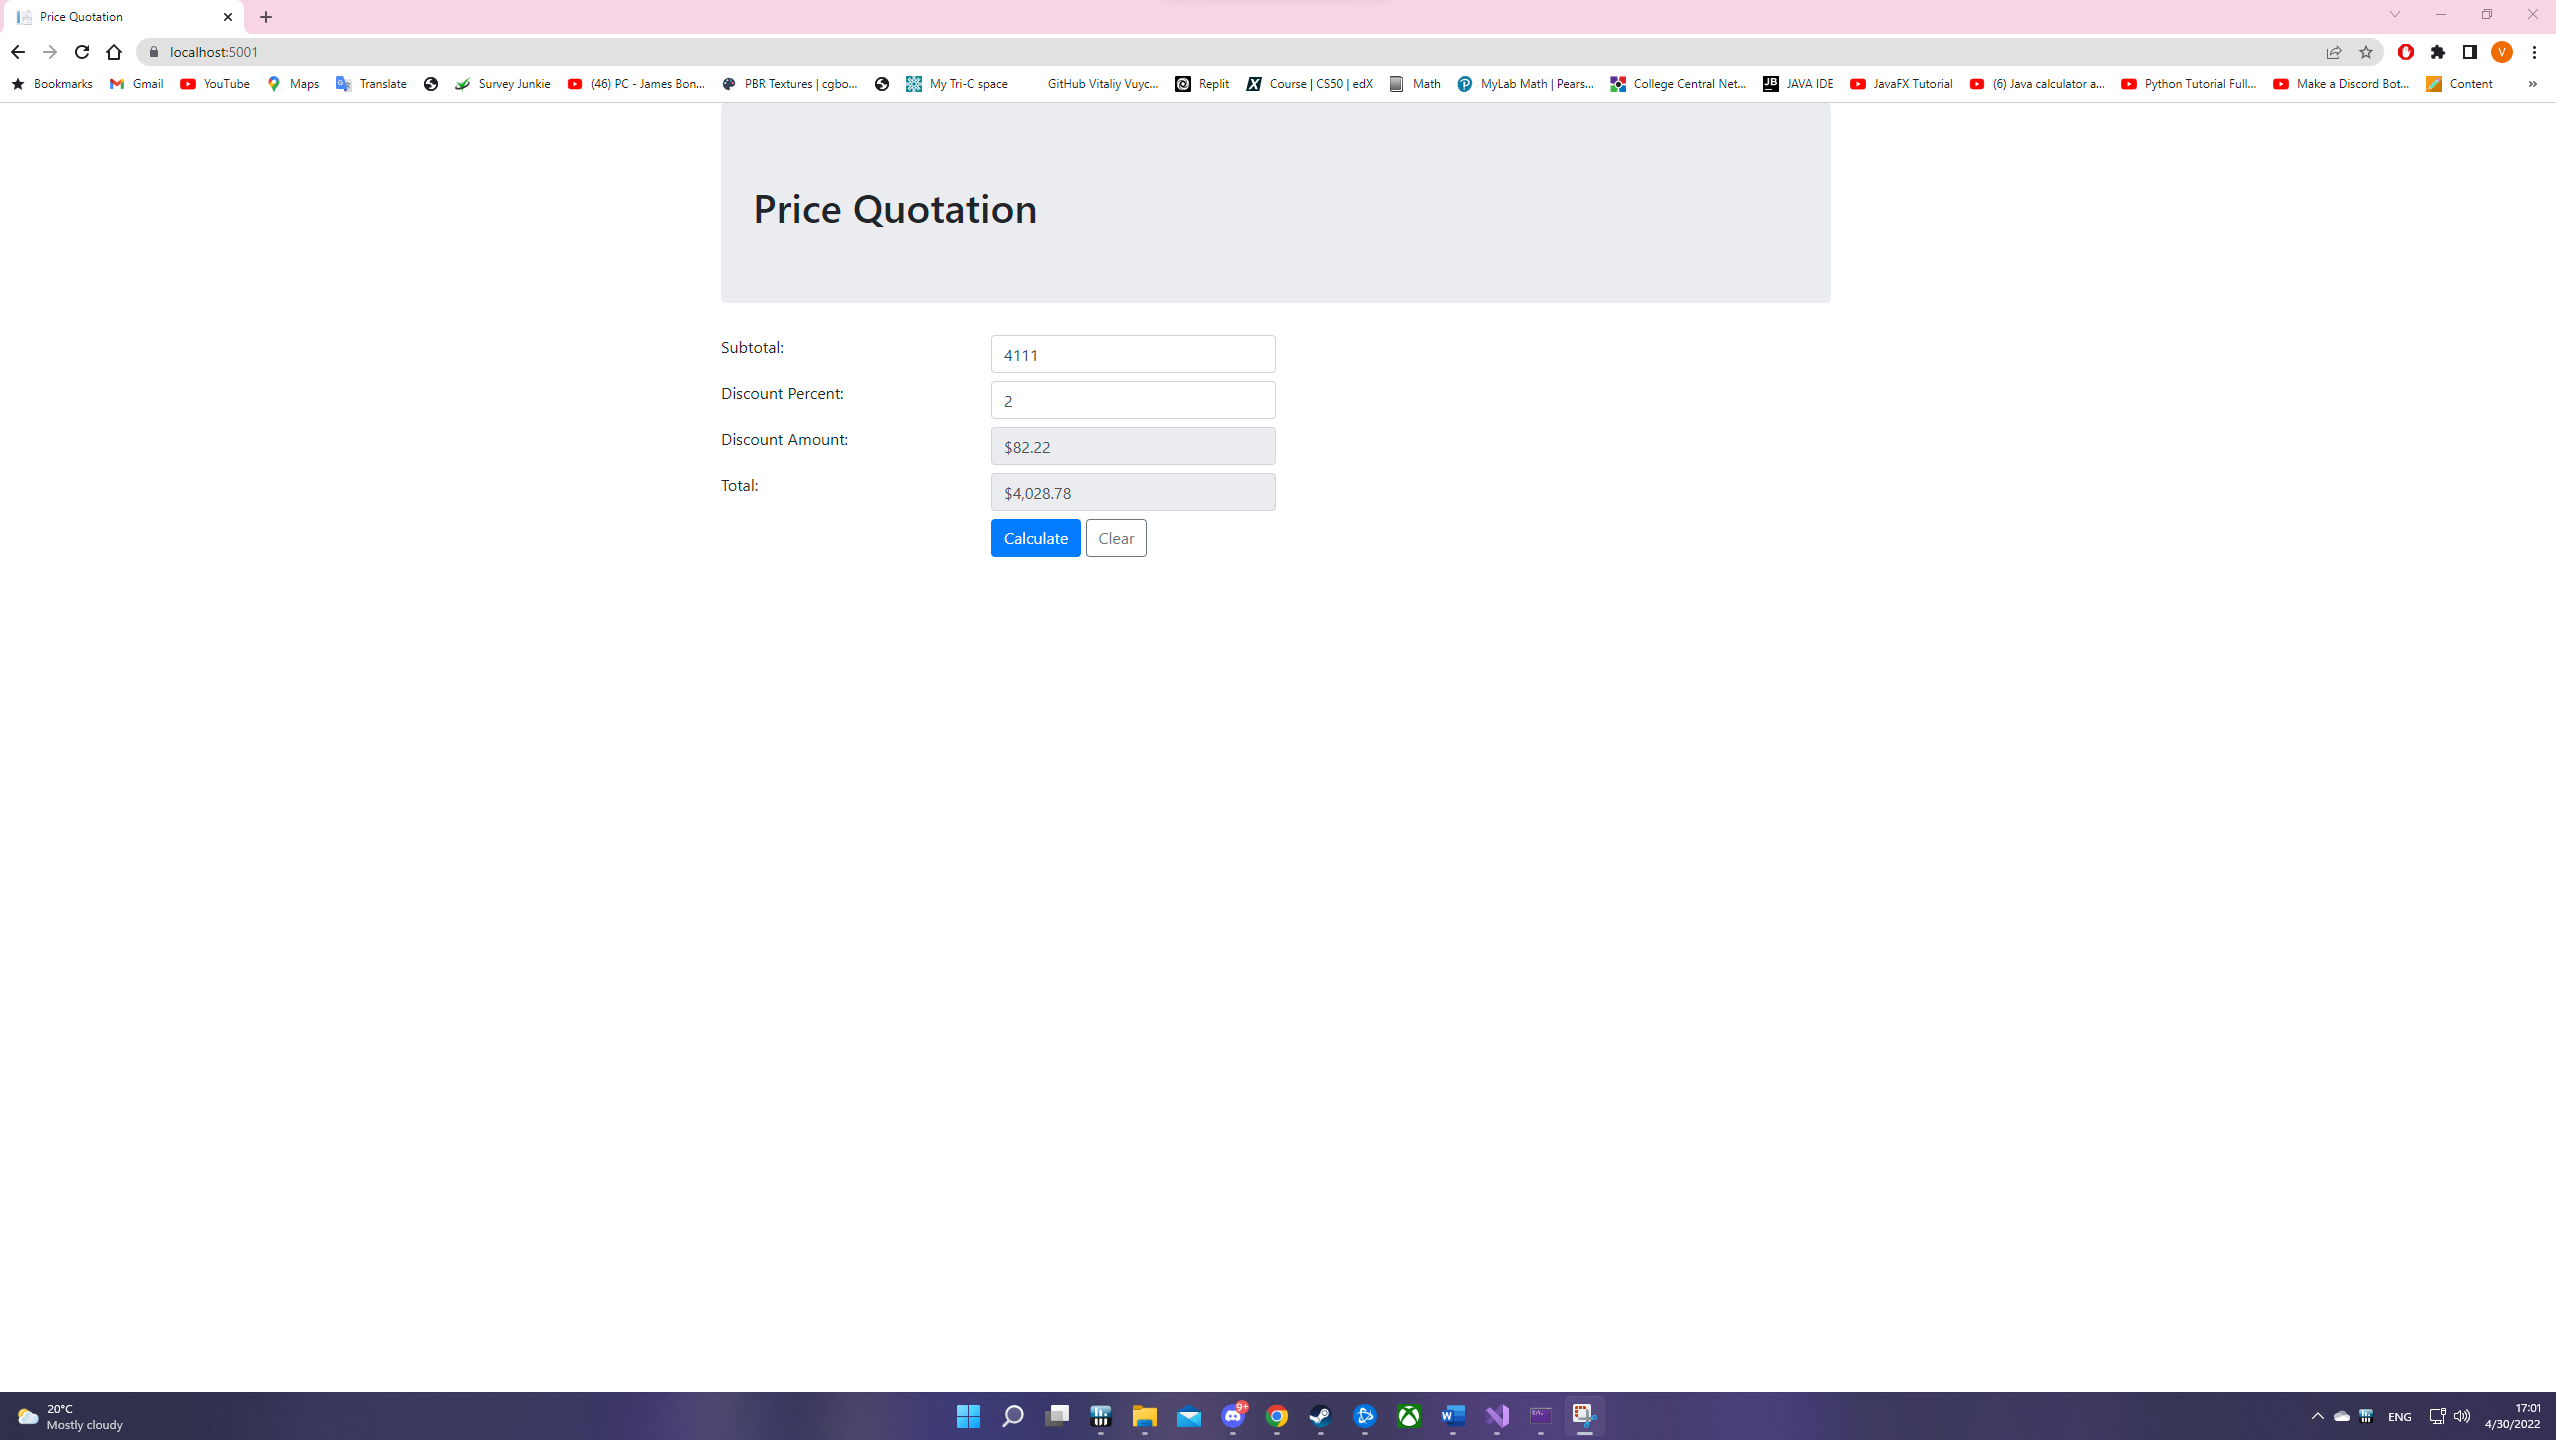 Price Quotation
localhost:5001
V
Bookmarks Gmail YouTube Maps Translate Survey Junkie (46) PC - James Bon... PBR Textures | cgbo... My Tri-C space GitHub Vitaliy Vuyc... Replit Course | CS50 | edX Math MyLab Math | Pears... College Central Net... JB JAVA IDE JavaFX Tutorial (6) Java calculator a... Python Tutorial Full... Make a Discord Bot... Content »
Price Quotation
Subtotal: 4111
Discount Percent: 2
Discount Amount: $82.22
Total: $4,028.78
Calculate Clear
20°C
Mostly cloudy
9+
ENG
17:01
4/30/2022